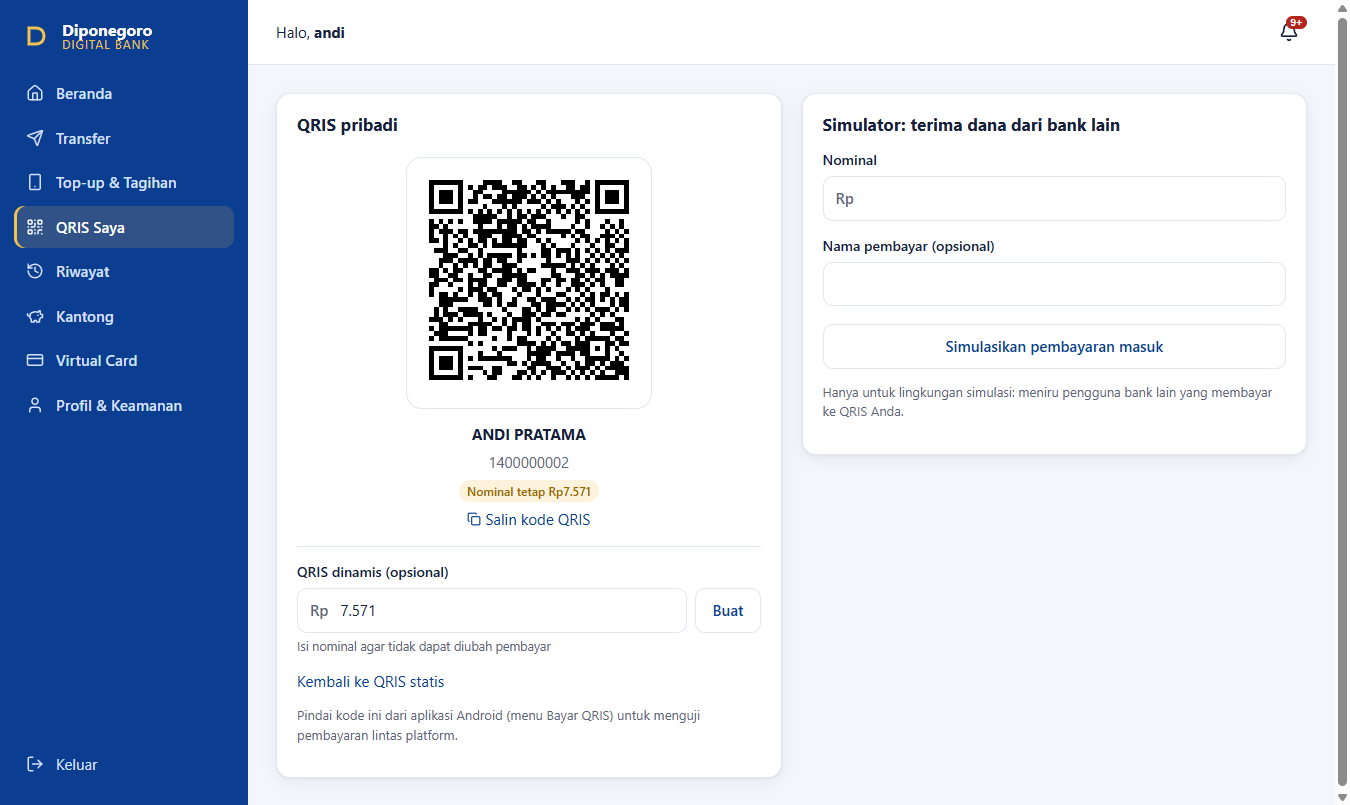 Diponegoro
DIGITAL BANK
Beranda
Transfer
Top-up & Tagihan
QRIS Saya
Riwayat
Kantong
Virtual Card
Profil & Keamanan
Keluar
Halo, andi
9+
QRIS pribadi
ANDI PRATAMA
1400000002
Nominal tetap Rp7.571
Salin kode QRIS
QRIS dinamis (opsional)
Rp 7.571
Buat
Isi nominal agar tidak dapat diubah pembayar
Kembali ke QRIS statis
Pindai kode ini dari aplikasi Android (menu Bayar QRIS) untuk menguji
pembayaran lintas platform.
Simulator: terima dana dari bank lain
Nominal
Rp
Nama pembayar (opsional)
Simulasikan pembayaran masuk
Hanya untuk lingkungan simulasi: meniru pengguna bank lain yang membayar
ke QRIS Anda.